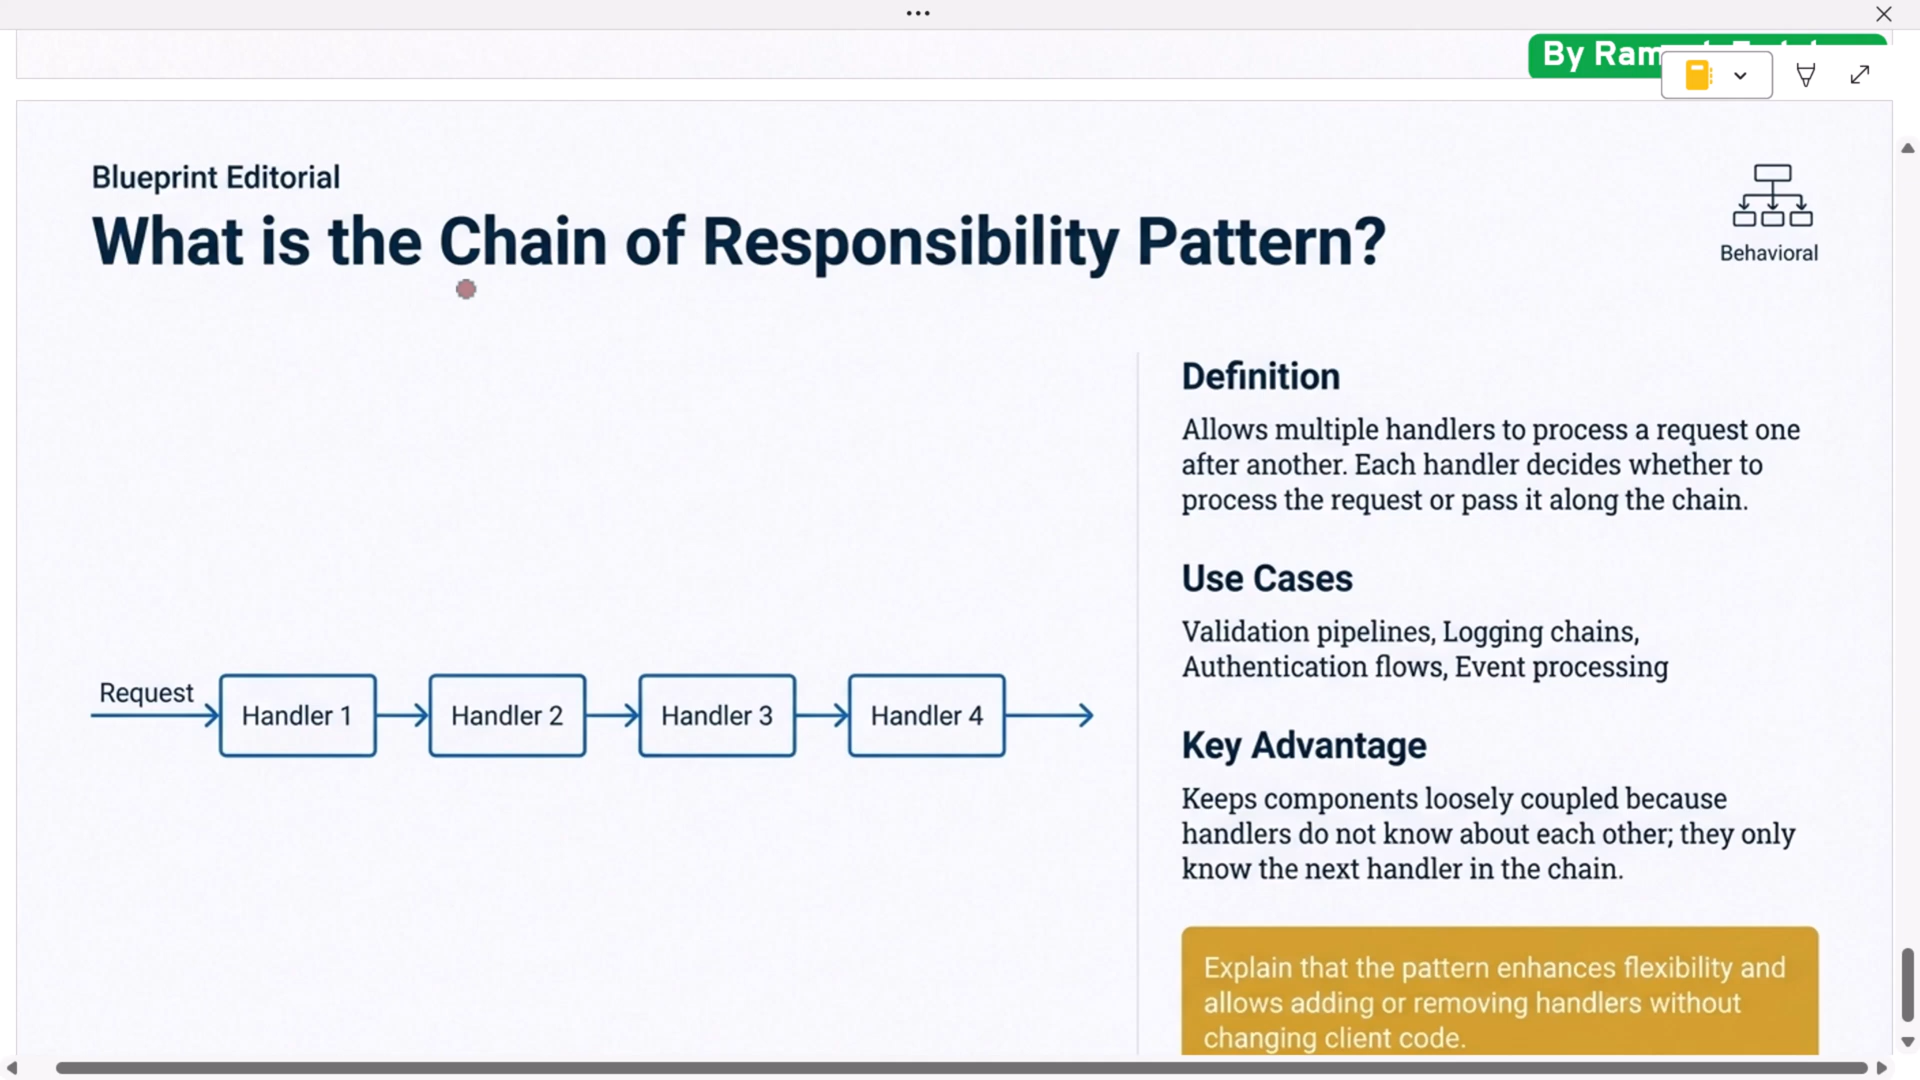 By Ram
Blueprint Editorial
What is the Chain of Responsibility Pattern?
Behavioral
Request
Handler 1
Handler 2
Handler 3
Handler 4
Definition
Allows multiple handlers to process a request one
after another. Each handler decides whether to
process the request or pass it along the chain.
Use Cases
Validation pipelines, Logging chains,
Authentication flows, Event processing
Key Advantage
Keeps components loosely coupled because
handlers do not know about each other; they only
know the next handler in the chain.
Explain that the pattern enhances flexibility and
allows adding or removing handlers without
changing client code.